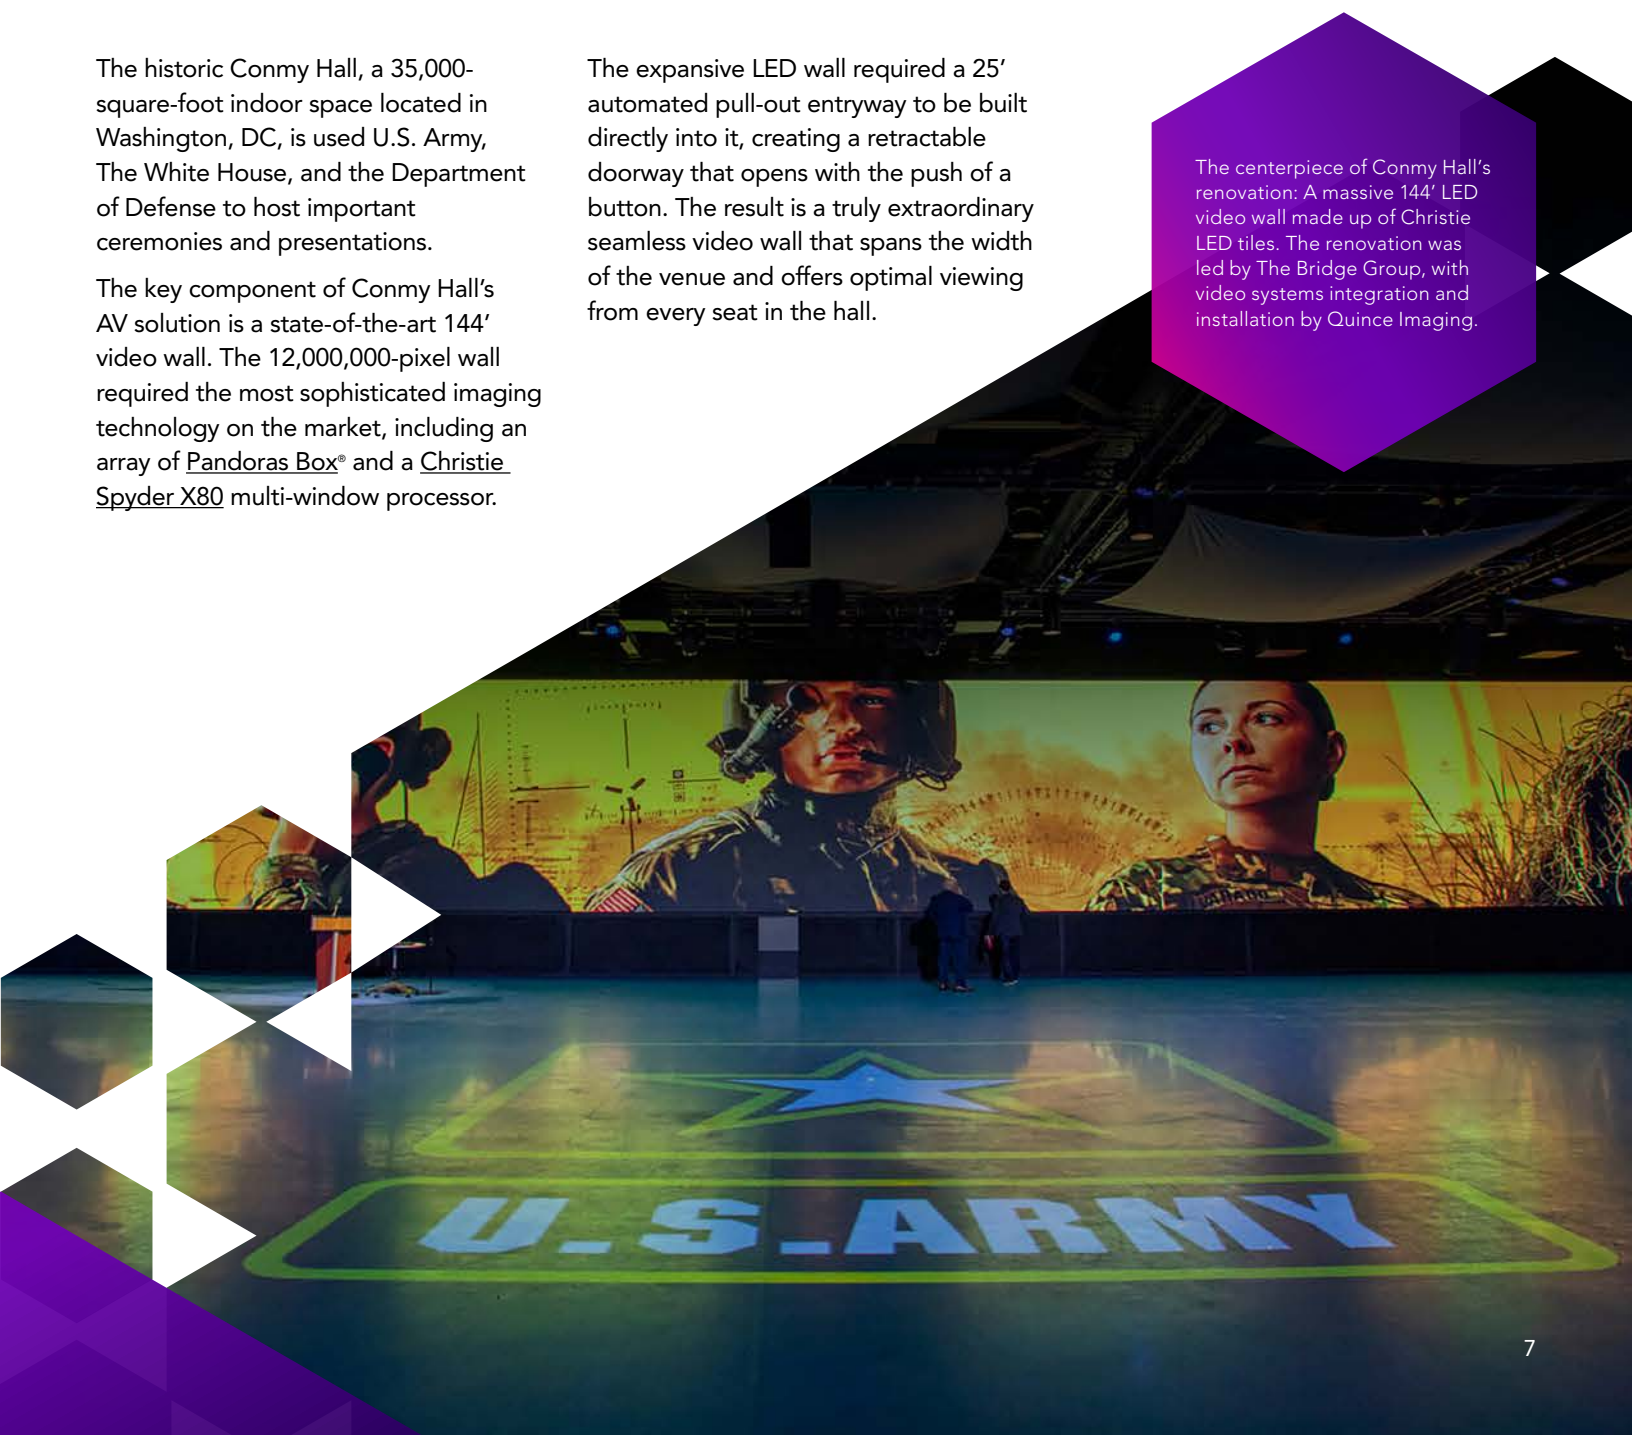 The historic Conmy Hall, a 35,000-
square-foot indoor space located in
Washington, DC, is used U.S. Army,
The White House, and the Department
of Defense to host important
ceremonies and presentations.
The key component of Conmy Hall’s
AV solution is a state-of-the-art 144’
video wall. The 12,000,000-pixel wall
required the most sophisticated imaging
technology on the market, including an
array of Pandoras Box® and a Christie
Spyder X80 multi-window processor.
The expansive LED wall required a 25’
automated pull-out entryway to be built
directly into it, creating a retractable
doorway that opens with the push of a
button. The result is a truly extraordinary
seamless video wall that spans the width
of the venue and offers optimal viewing
from every seat in the hall.
The centerpiece of Conmy Hall’s
renovation: A massive 144’ LED
video wall made up of Christie
LED tiles. The renovation was
led by The Bridge Group, with
video systems integration and
installation by Quince Imaging.
U.S.ARMY
7